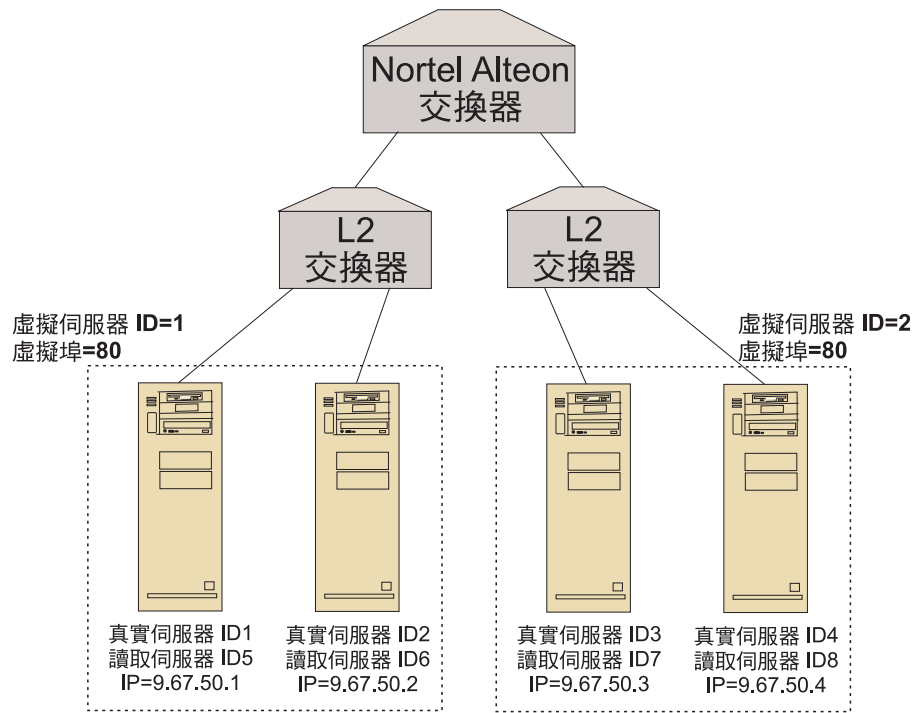 Nortel Alteon
交換器
L2
交換器
L2
交換器
虛擬伺服器 ID=1
虛擬埠=80
虛擬伺服器 ID=2
虛擬埠=80
真實伺服器 ID1
讀取伺服器 ID5
IP=9.67.50.1
真實伺服器 ID2
讀取伺服器 ID6
IP=9.67.50.2
真實伺服器 ID3
讀取伺服器 ID7
IP=9.67.50.3
真實伺服器 ID4
讀取伺服器 ID8
IP=9.67.50.4